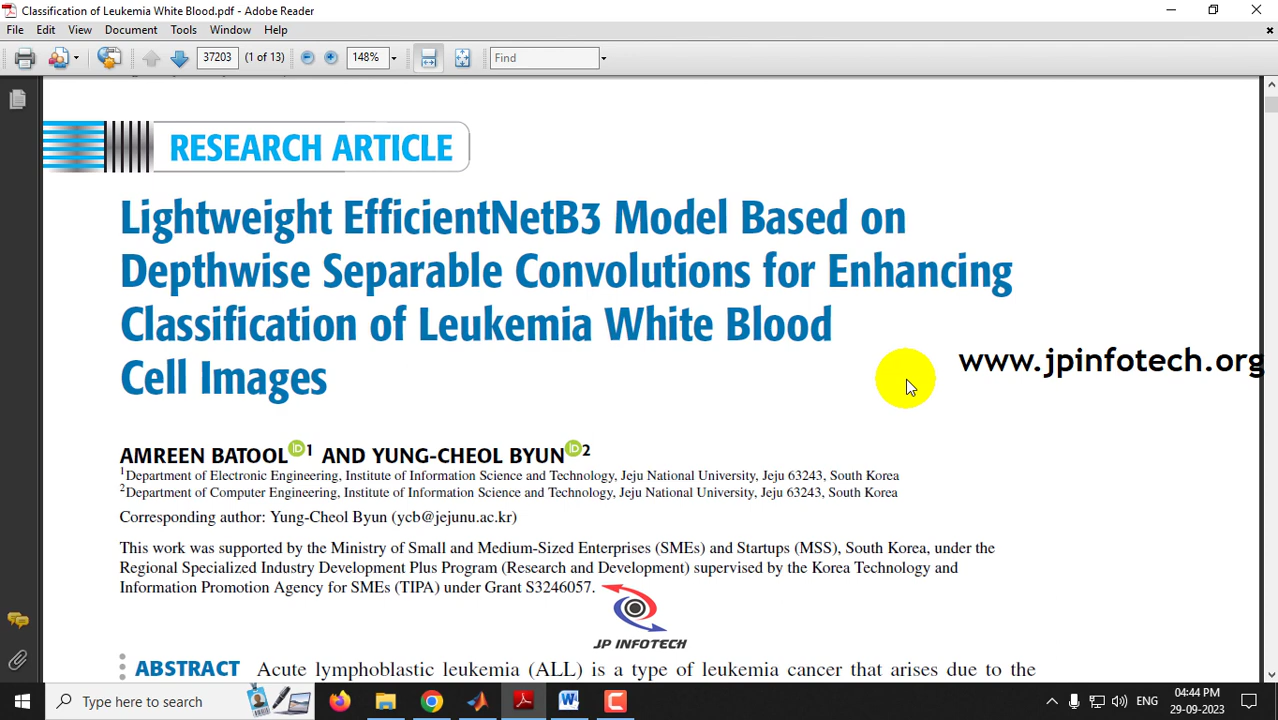 Classification of Leukemia White Blood.pdf - Adobe Reader
File Edit View Document Tools Window Help
37203 (1 of 13) 148% Find
RESEARCH ARTICLE
Lightweight EfficientNetB3 Model Based on
Depthwise Separable Convolutions for Enhancing
Classification of Leukemia White Blood
Cell Images
www.jpinfotech.org
AMREEN BATOOL iD 1 AND YUNG-CHEOL BYUN iD 2
1Department of Electronic Engineering, Institute of Information Science and Technology, Jeju National University, Jeju 63243, South Korea
2Department of Computer Engineering, Institute of Information Science and Technology, Jeju National University, Jeju 63243, South Korea
Corresponding author: Yung-Cheol Byun (ycb@jejunu.ac.kr)
This work was supported by the Ministry of Small and Medium-Sized Enterprises (SMEs) and Startups (MSS), South Korea, under the
Regional Specialized Industry Development Plus Program (Research and Development) supervised by the Korea Technology and
Information Promotion Agency for SMEs (TIPA) under Grant S3246057.
JP INFOTECH
ABSTRACT Acute lymphoblastic leukemia (ALL) is a type of leukemia cancer that arises due to the
Type here to search
ENG
04:44 PM
29-09-2023